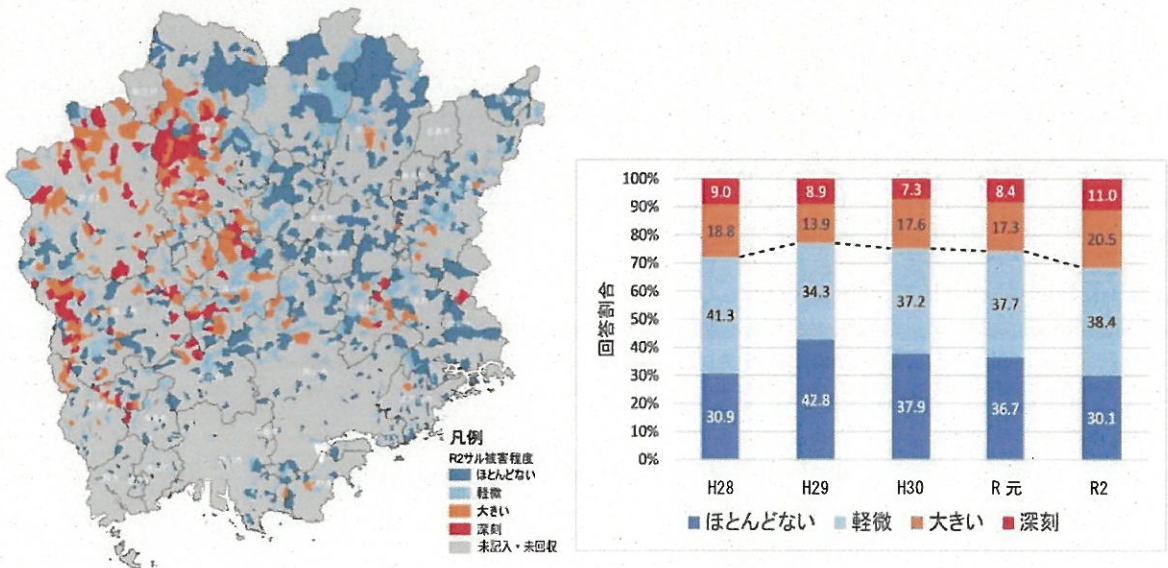 凡例
R2サル被害程度
ほとんどない
軽微
大きい
深刻
未記入・未回収
回答割合
100%
90%
80%
70%
60%
50%
40%
30%
20%
10%
0%
9.0
8.9
7.3
8.4
11.0
18.8
13.9
17.6
17.3
20.5
41.3
34.3
37.2
37.7
38.4
30.9
42.8
37.9
36.7
30.1
H28
H29
H30
R元
R2
ほとんどない
軽微
大きい
深刻